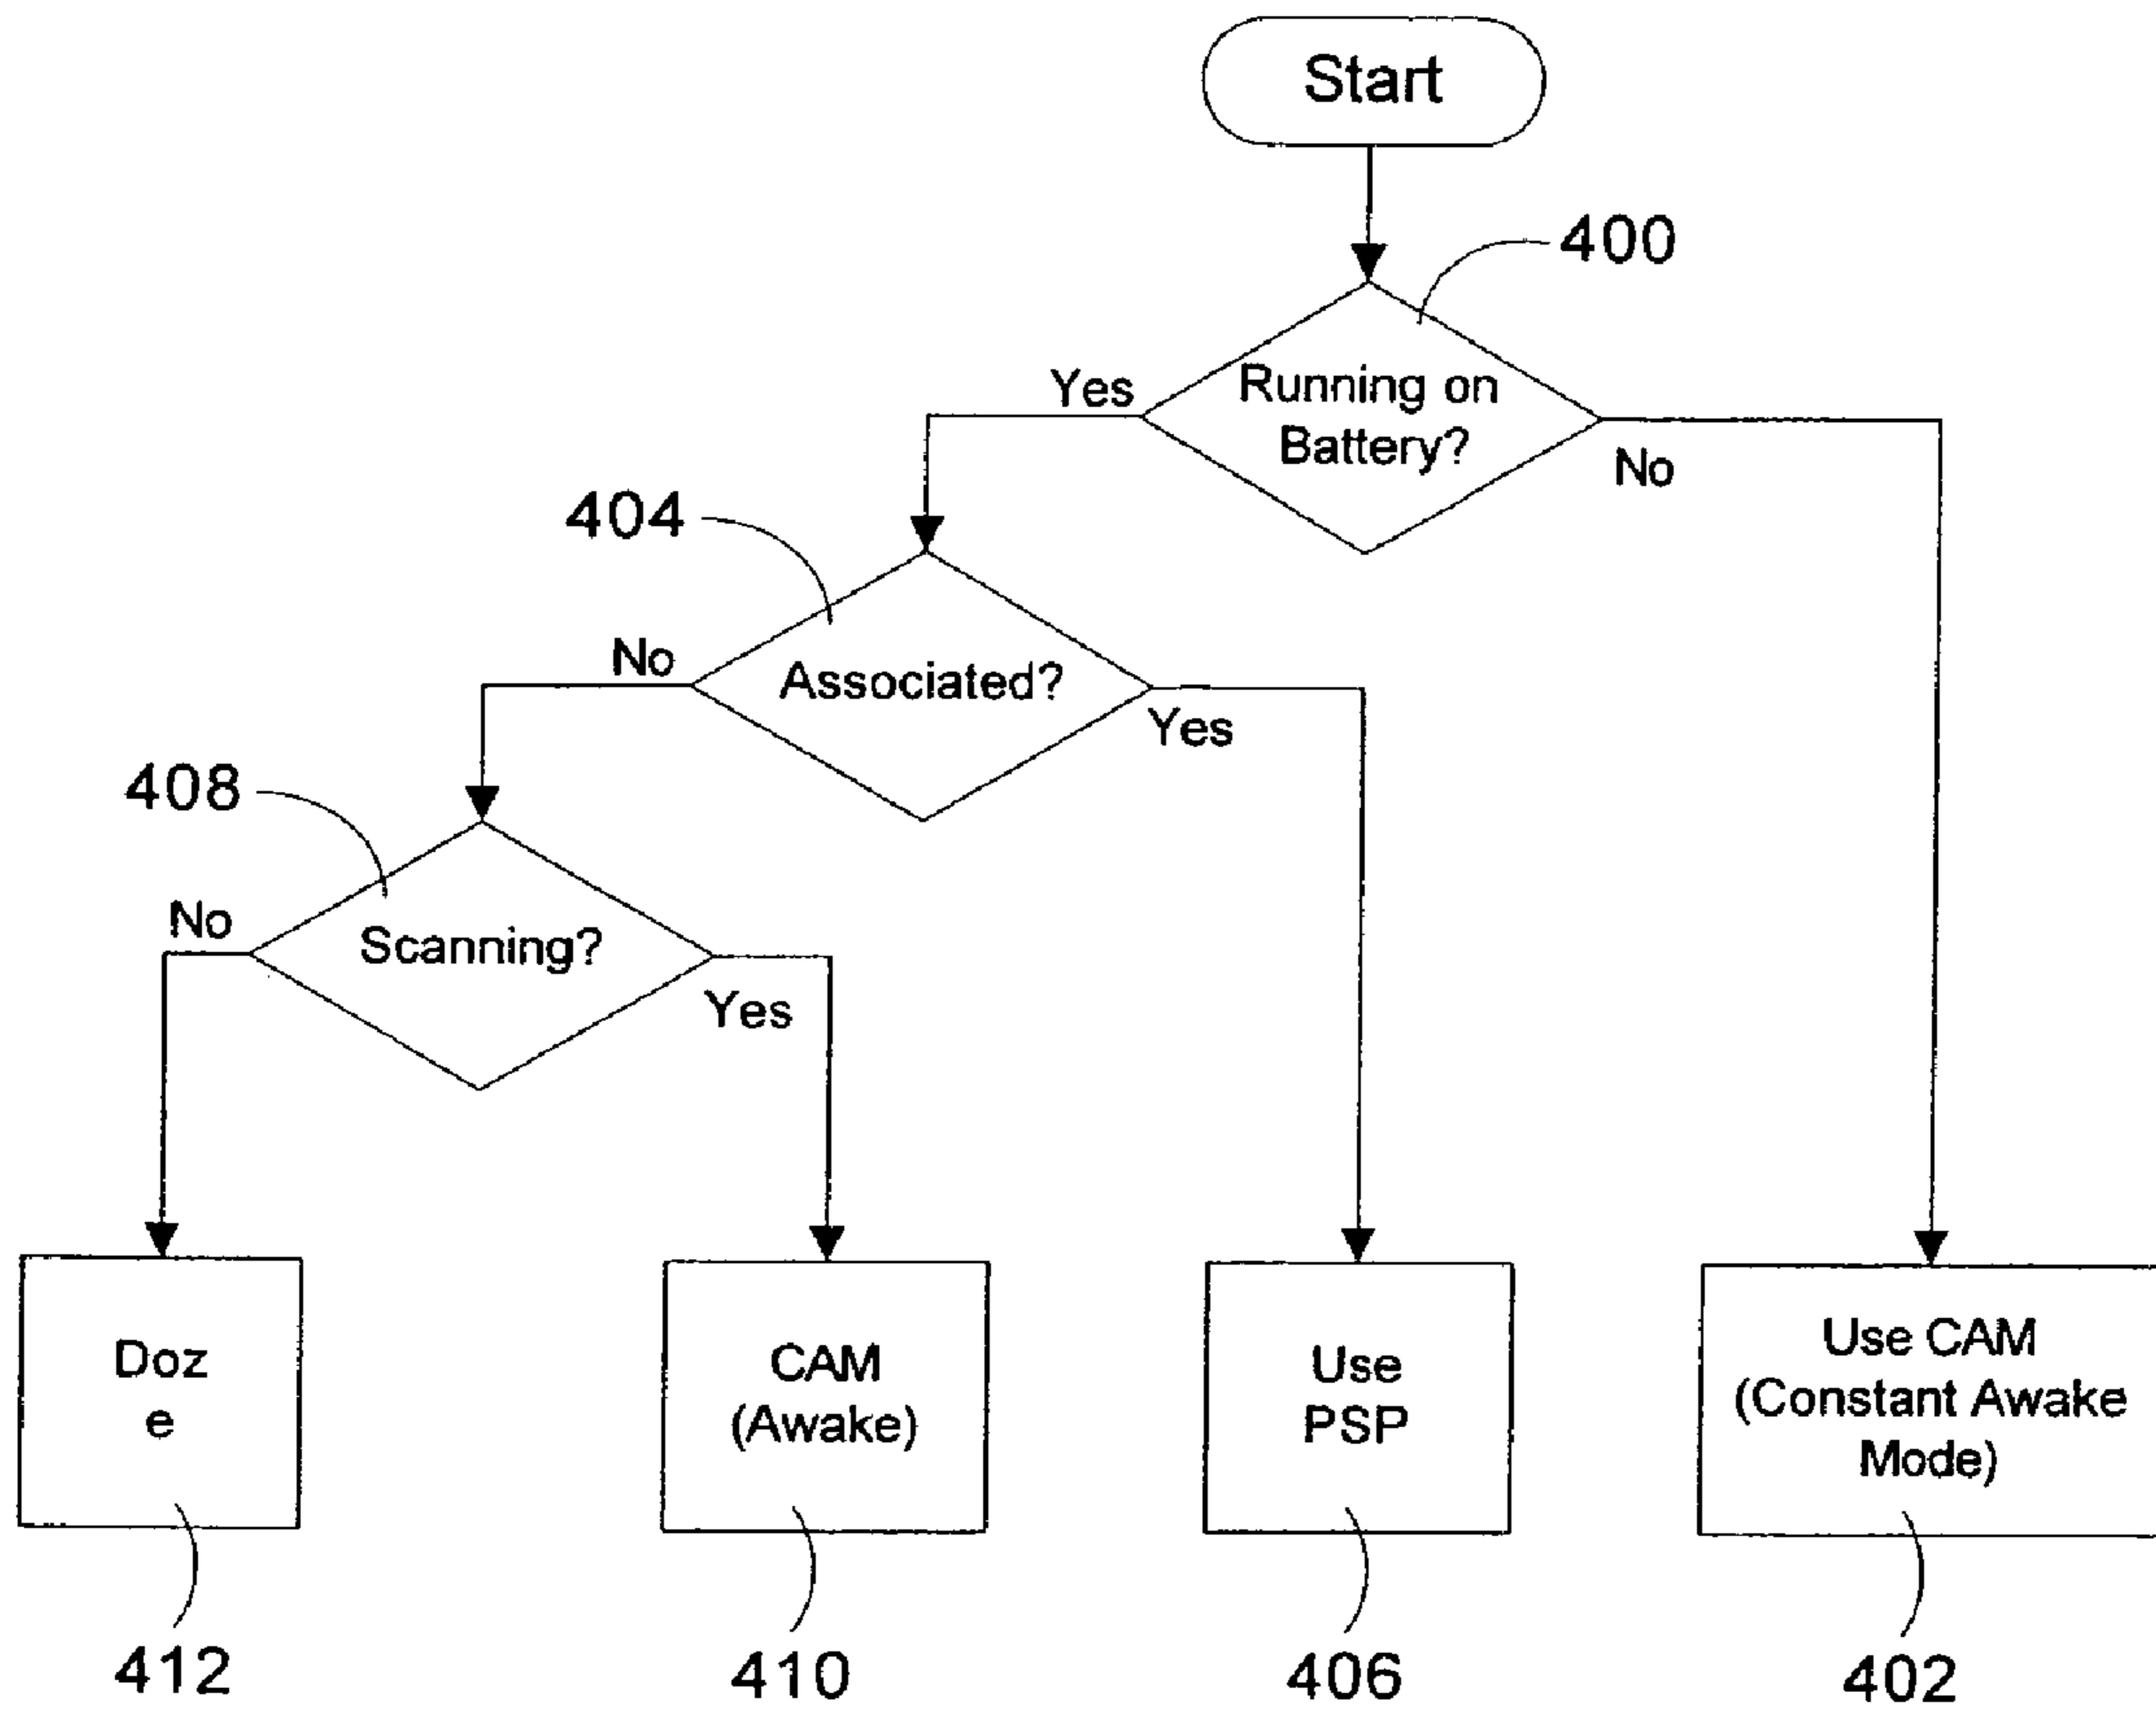 Start
400
Running on
Battery?
Yes
No
404
Associated?
No
Yes
408
Scanning?
No
Yes
Doz
e
CAM
(Awake)
Use
PSP
Use CAM
(Constant Awake
Mode)
412
410
406
402